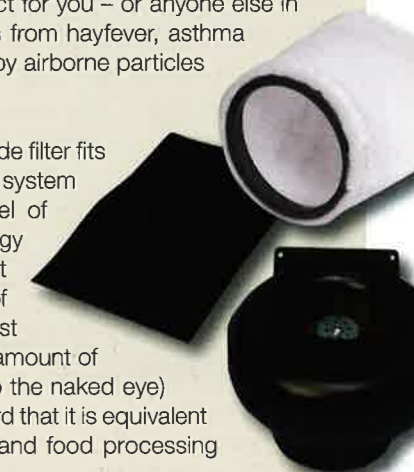 ct for you – or anyone else in
s from hayfever, asthma
by airborne particles
de filter fits
system
el of
gy
t
of
st
amount of
o the naked eye)
rd that it is equivalent
and food processing